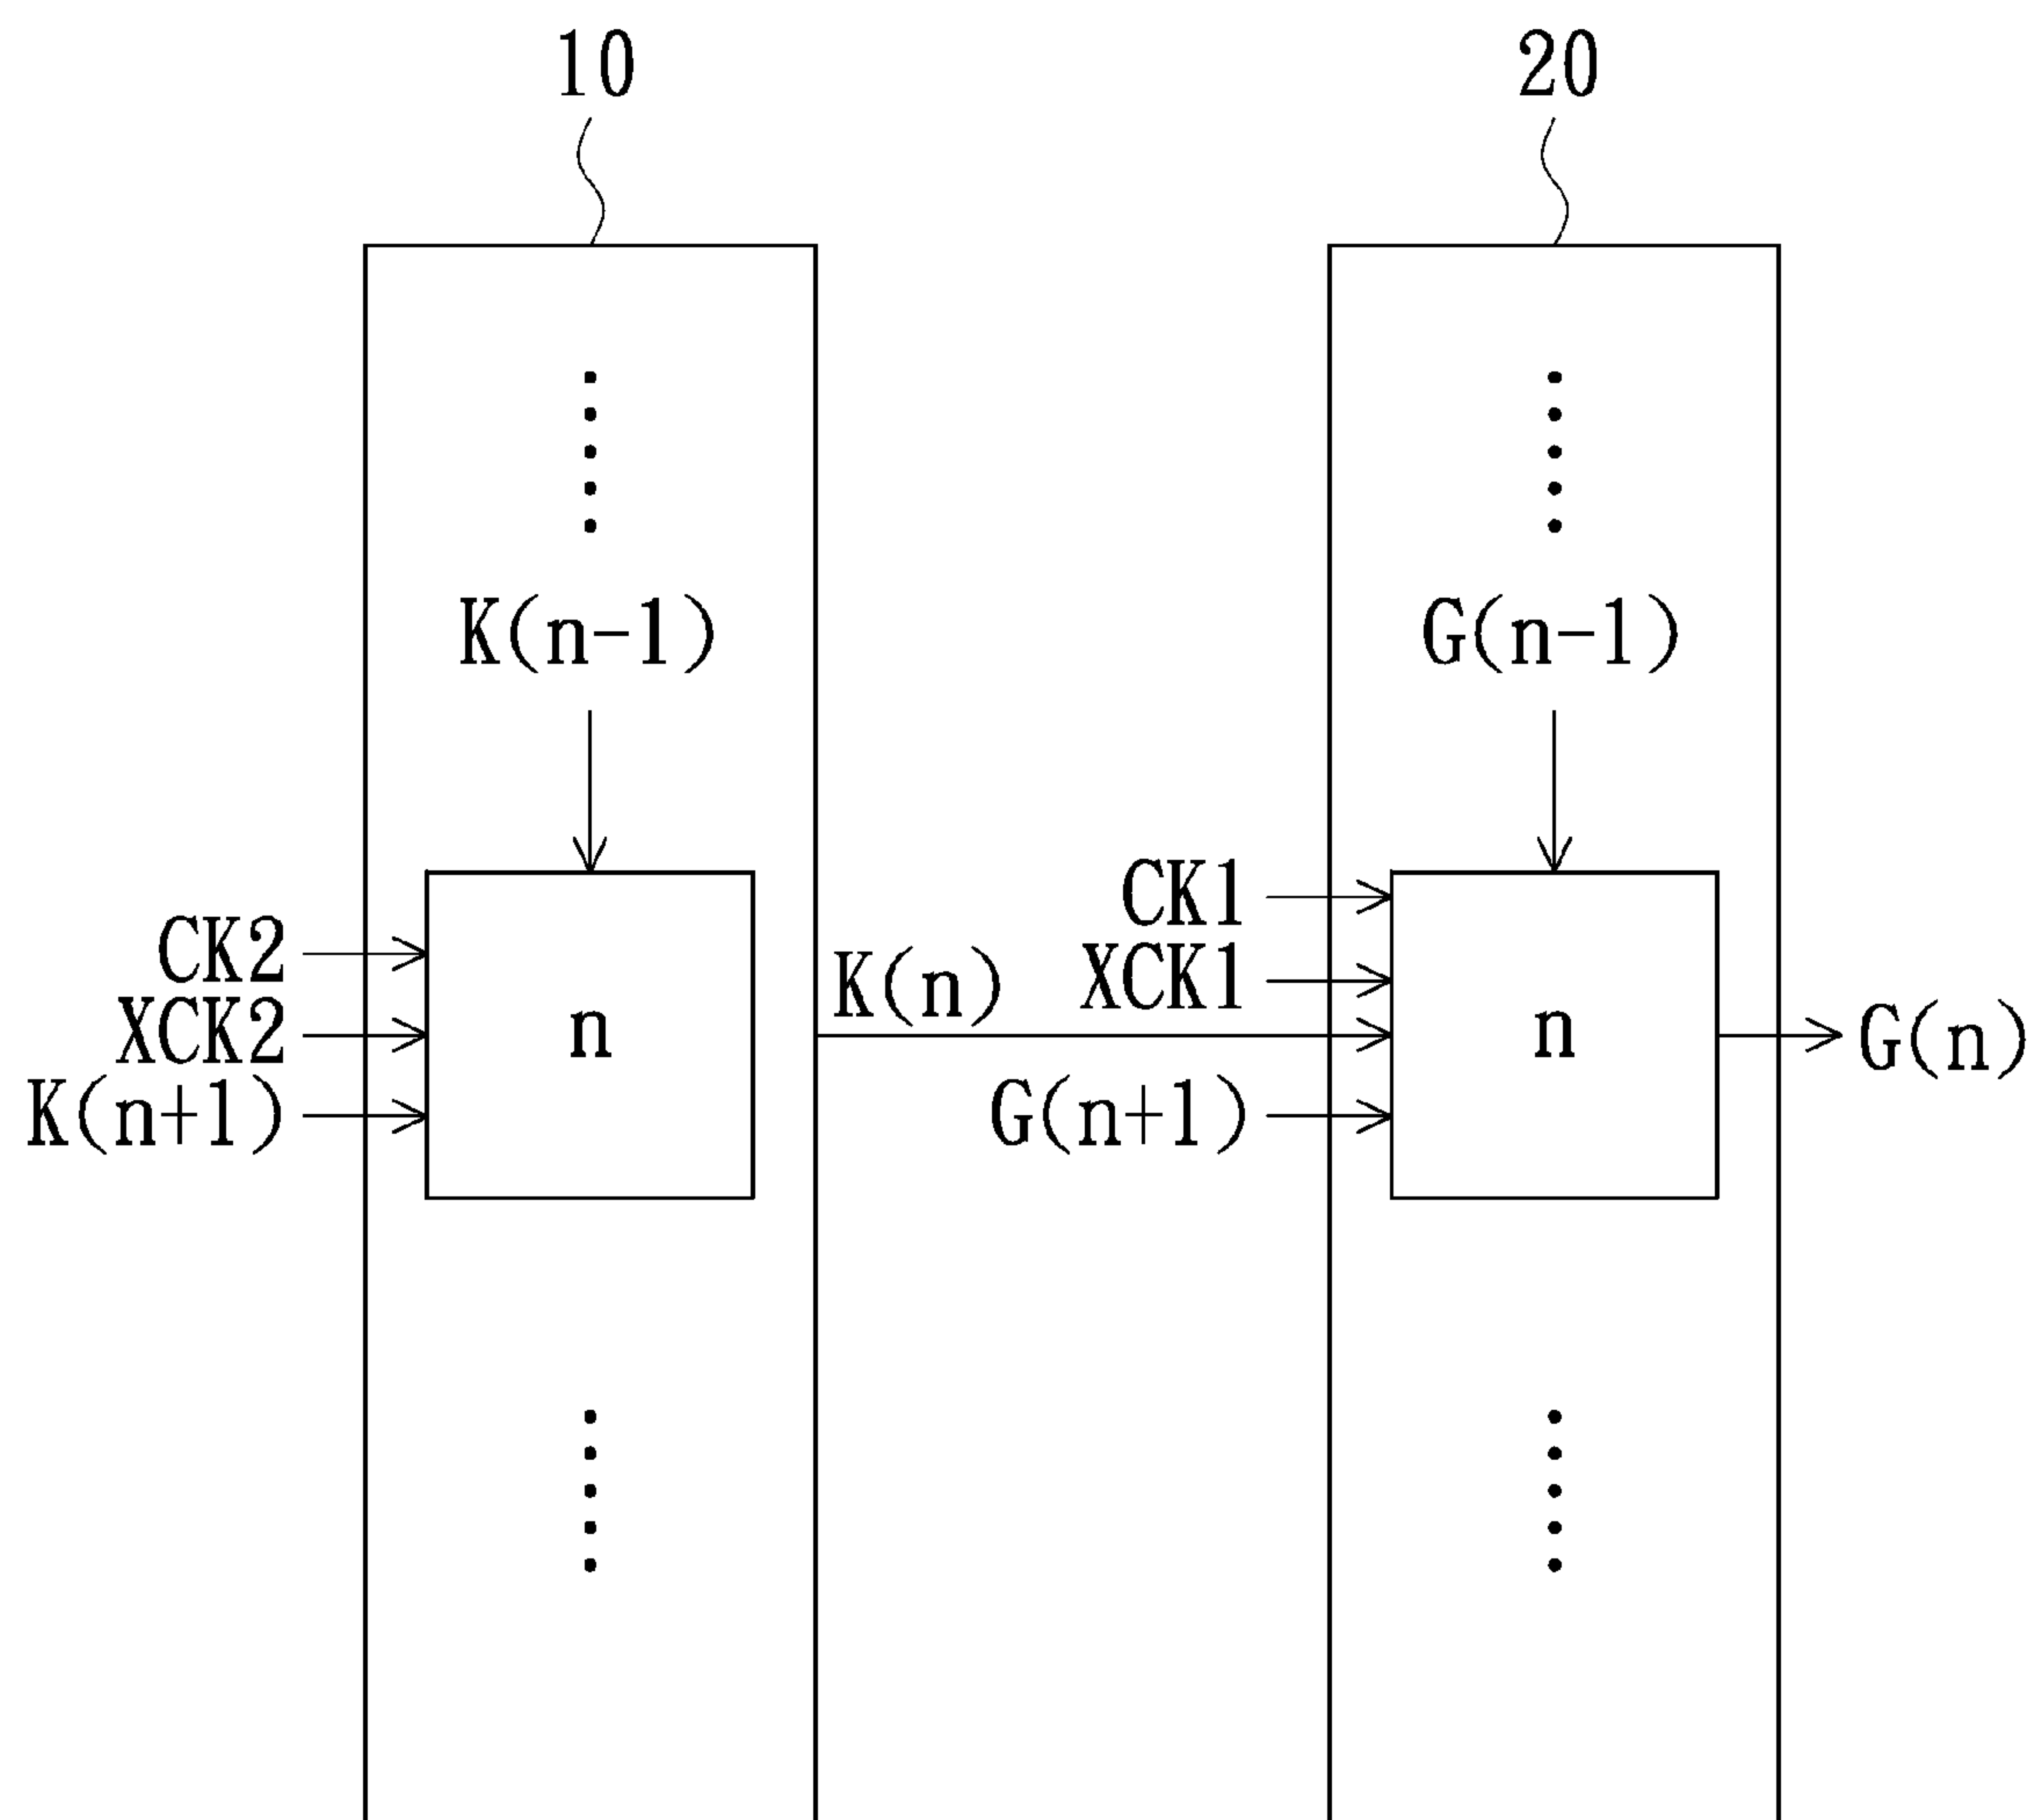 10
20
K(n-1)
G(n-1)
CK2
XCK2
K(n+1)
n
K(n)
CK1
XCK1
G(n+1)
n
G(n)